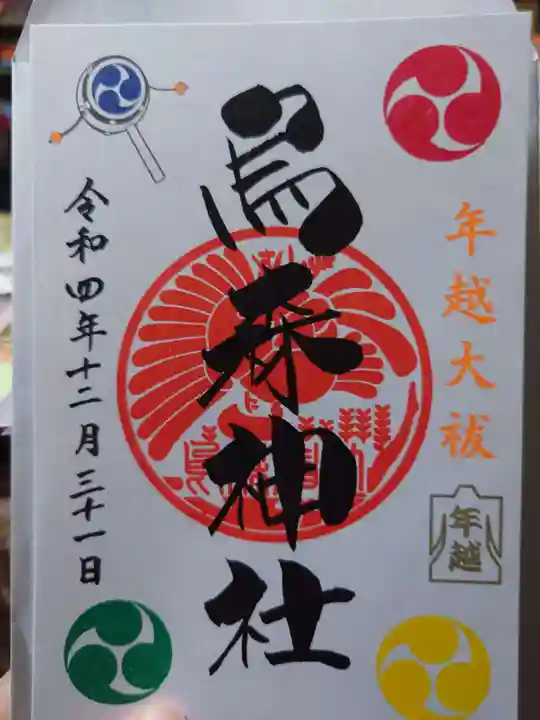 年越大祓
年越
烏森神社
令和四年十二月三十一日